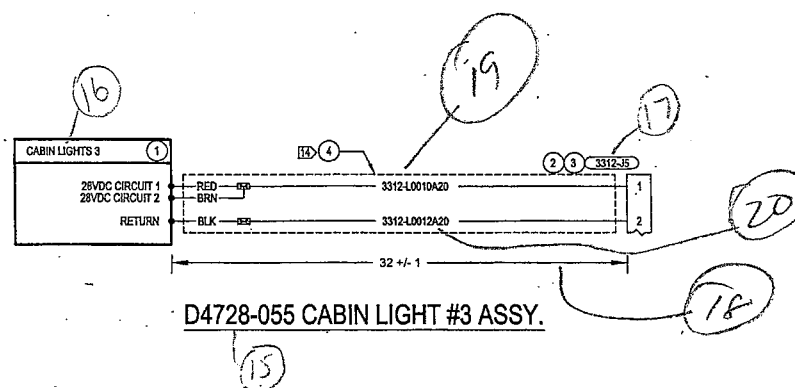 16
19
17
CABIN LIGHTS 3 1
14 4
2 3 3312-J5
28VDC CIRCUIT 1 RED 3312-L0010A20 1
28VDC CIRCUIT 2 BRN
RETURN BLK 3312-L0012A20 2
20
32 +/- 1
18
D4728-055 CABIN LIGHT #3 ASSY.
15